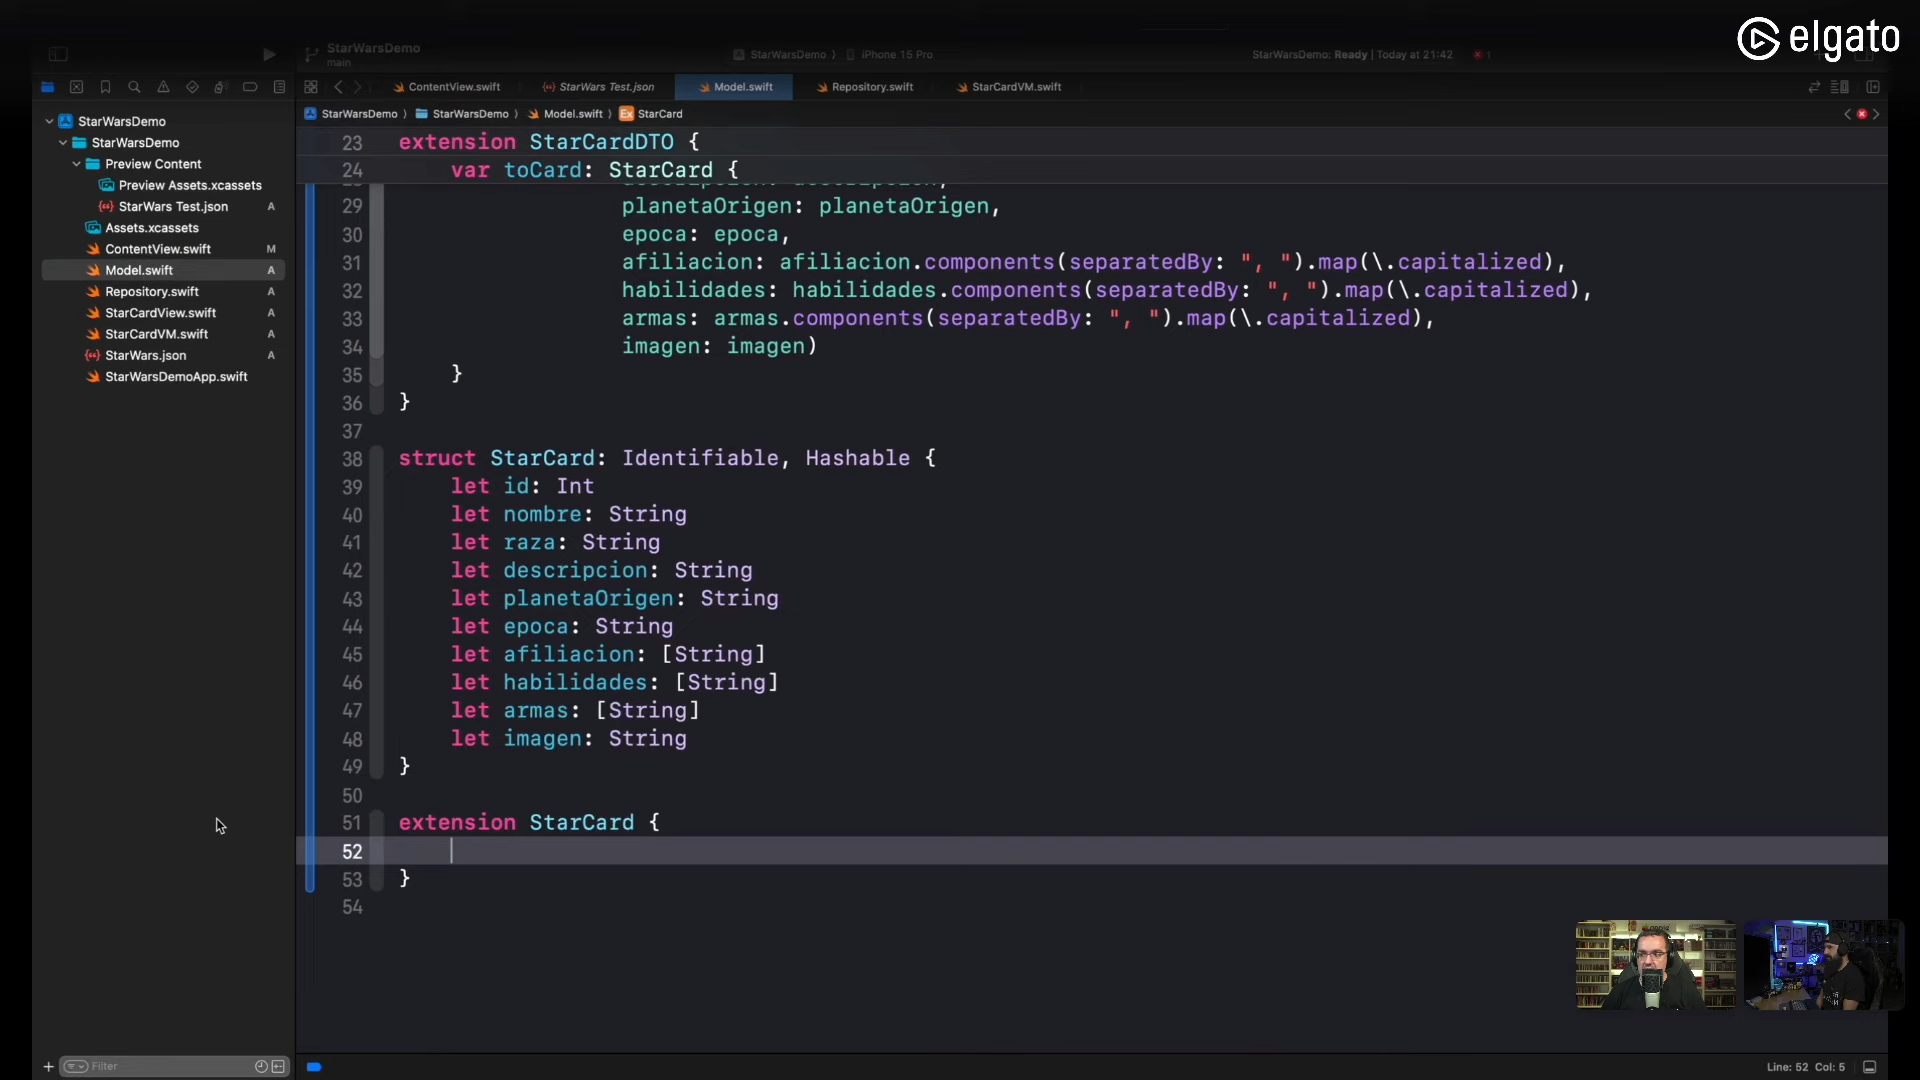 elgato
StarWarsDemo
main
StarWarsDemo
iPhone 15 Pro
StarWarsDemo: Ready | Today at 21:42
1
ContentView.swift
StarWars Test.json
Model.swift
Repository.swift
StarCardVM.swift
StarWarsDemo
StarWarsDemo
Model.swift
Ex StarCard
StarWarsDemo
StarWarsDemo
Preview Content
Preview Assets.xcassets
StarWars Test.json A
Assets.xcassets
ContentView.swift M
Model.swift A
Repository.swift A
StarCardView.swift A
StarCardVM.swift A
StarWars.json A
StarWarsDemoApp.swift
23 extension StarCardDTO {
24 var toCard: StarCard {
29 planetaOrigen: planetaOrigen,
30 epoca: epoca,
31 afiliacion: afiliacion.components(separatedBy: ", ").map(\.capitalized),
32 habilidades: habilidades.components(separatedBy: ", ").map(\.capitalized),
33 armas: armas.components(separatedBy: ", ").map(\.capitalized),
34 imagen: imagen)
35 }
36 }
37
38 struct StarCard: Identifiable, Hashable {
39 let id: Int
40 let nombre: String
41 let raza: String
42 let descripcion: String
43 let planetaOrigen: String
44 let epoca: String
45 let afiliacion: [String]
46 let habilidades: [String]
47 let armas: [String]
48 let imagen: String
49 }
50
51 extension StarCard {
52
53 }
54
Filter
Line: 52 Col: 5